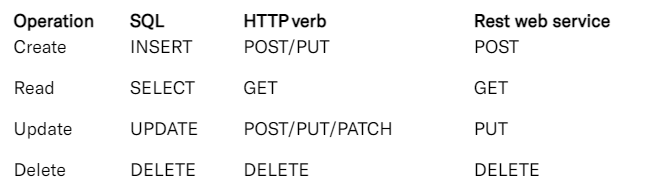 Operation SQL HTTP verb Rest web service
Create INSERT POST/PUT POST
Read SELECT GET GET
Update UPDATE POST/PUT/PATCH PUT
Delete DELETE DELETE DELETE